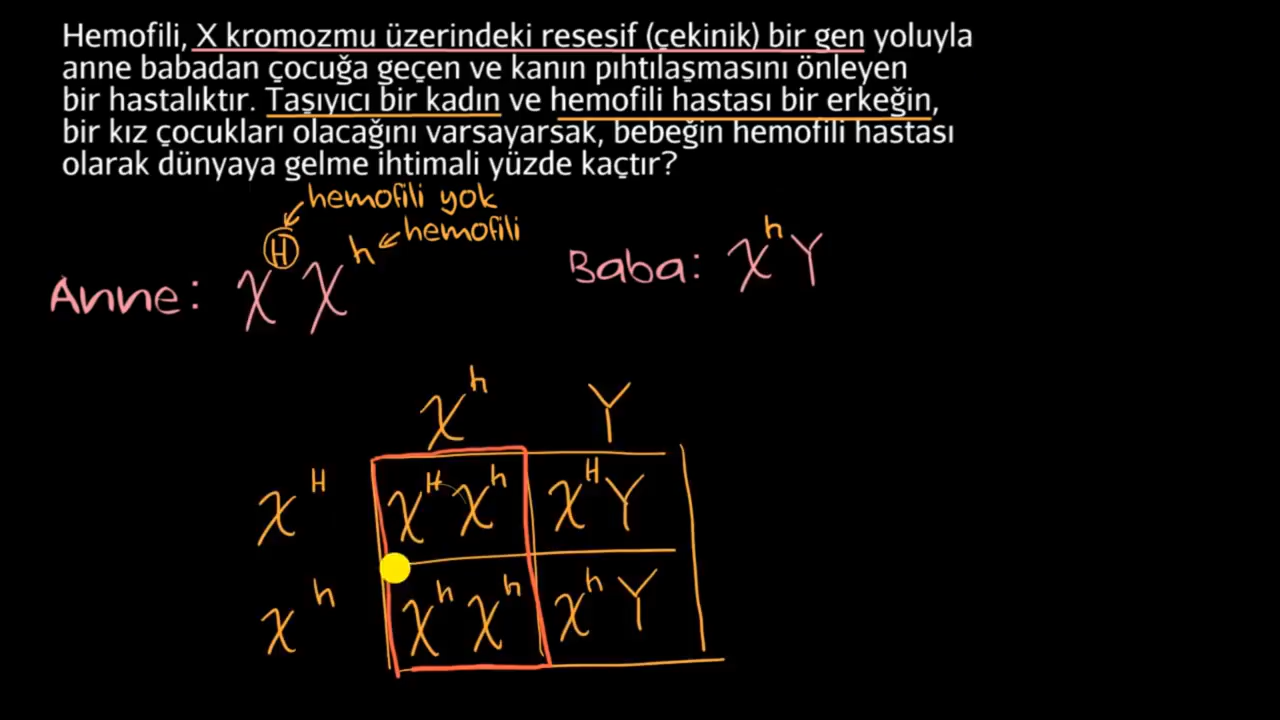 Hemofili, X kromozmu üzerindeki resesif (çekinik) bir gen yoluyla
anne babadan çocuğa geçen ve kanın pıhtılaşmasını önleyen
bir hastalıktır. Taşıyıcı bir kadın ve hemofili hastası bir erkeğin,
bir kız çocukları olacağını varsayarsak, bebeğin hemofili hastası
olarak dünyaya gelme ihtimali yüzde kaçtır?
hemofili yok
hemofili
Anne: X^H X^h
Baba: X^h Y
X^h Y
X^H X^H X^h X^H Y
X^h X^h X^h X^h Y